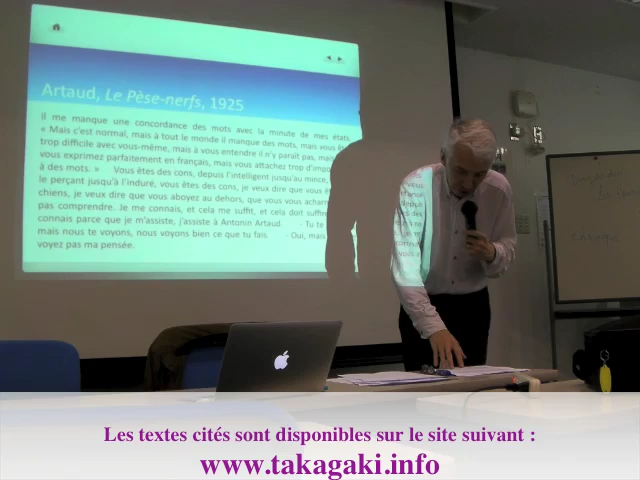 Artaud, Le Pèse-nerfs, 1925
Il me manque une concordance des mots avec la minute de mes états.
« Mais c'est normal, mais à tout le monde il manque des mots, mais vous
trop difficile avec vous-même, mais à vous entendre il n'y paraît pas, mais
vous exprimez parfaitement en français, mais vous attachez trop
à des mots. » Vous êtes des cons, depuis l'intelligent jusqu'au mince,
le perçant jusqu'à l'induré, vous êtes des cons, je veux dire que vous
chiens, je veux dire que vous aboyez au dehors, que vous vous
pas comprendre. Je me connais, et cela me suffit, et cela doit suffire,
connais parce que je m'assiste, j'assiste à Antonin Artaud. - Tu te
mais nous te voyons, nous voyons bien ce que tu fais. - Oui, mais
voyez pas ma pensée.
Les textes cités sont disponibles sur le site suivant :
www.takagaki.info